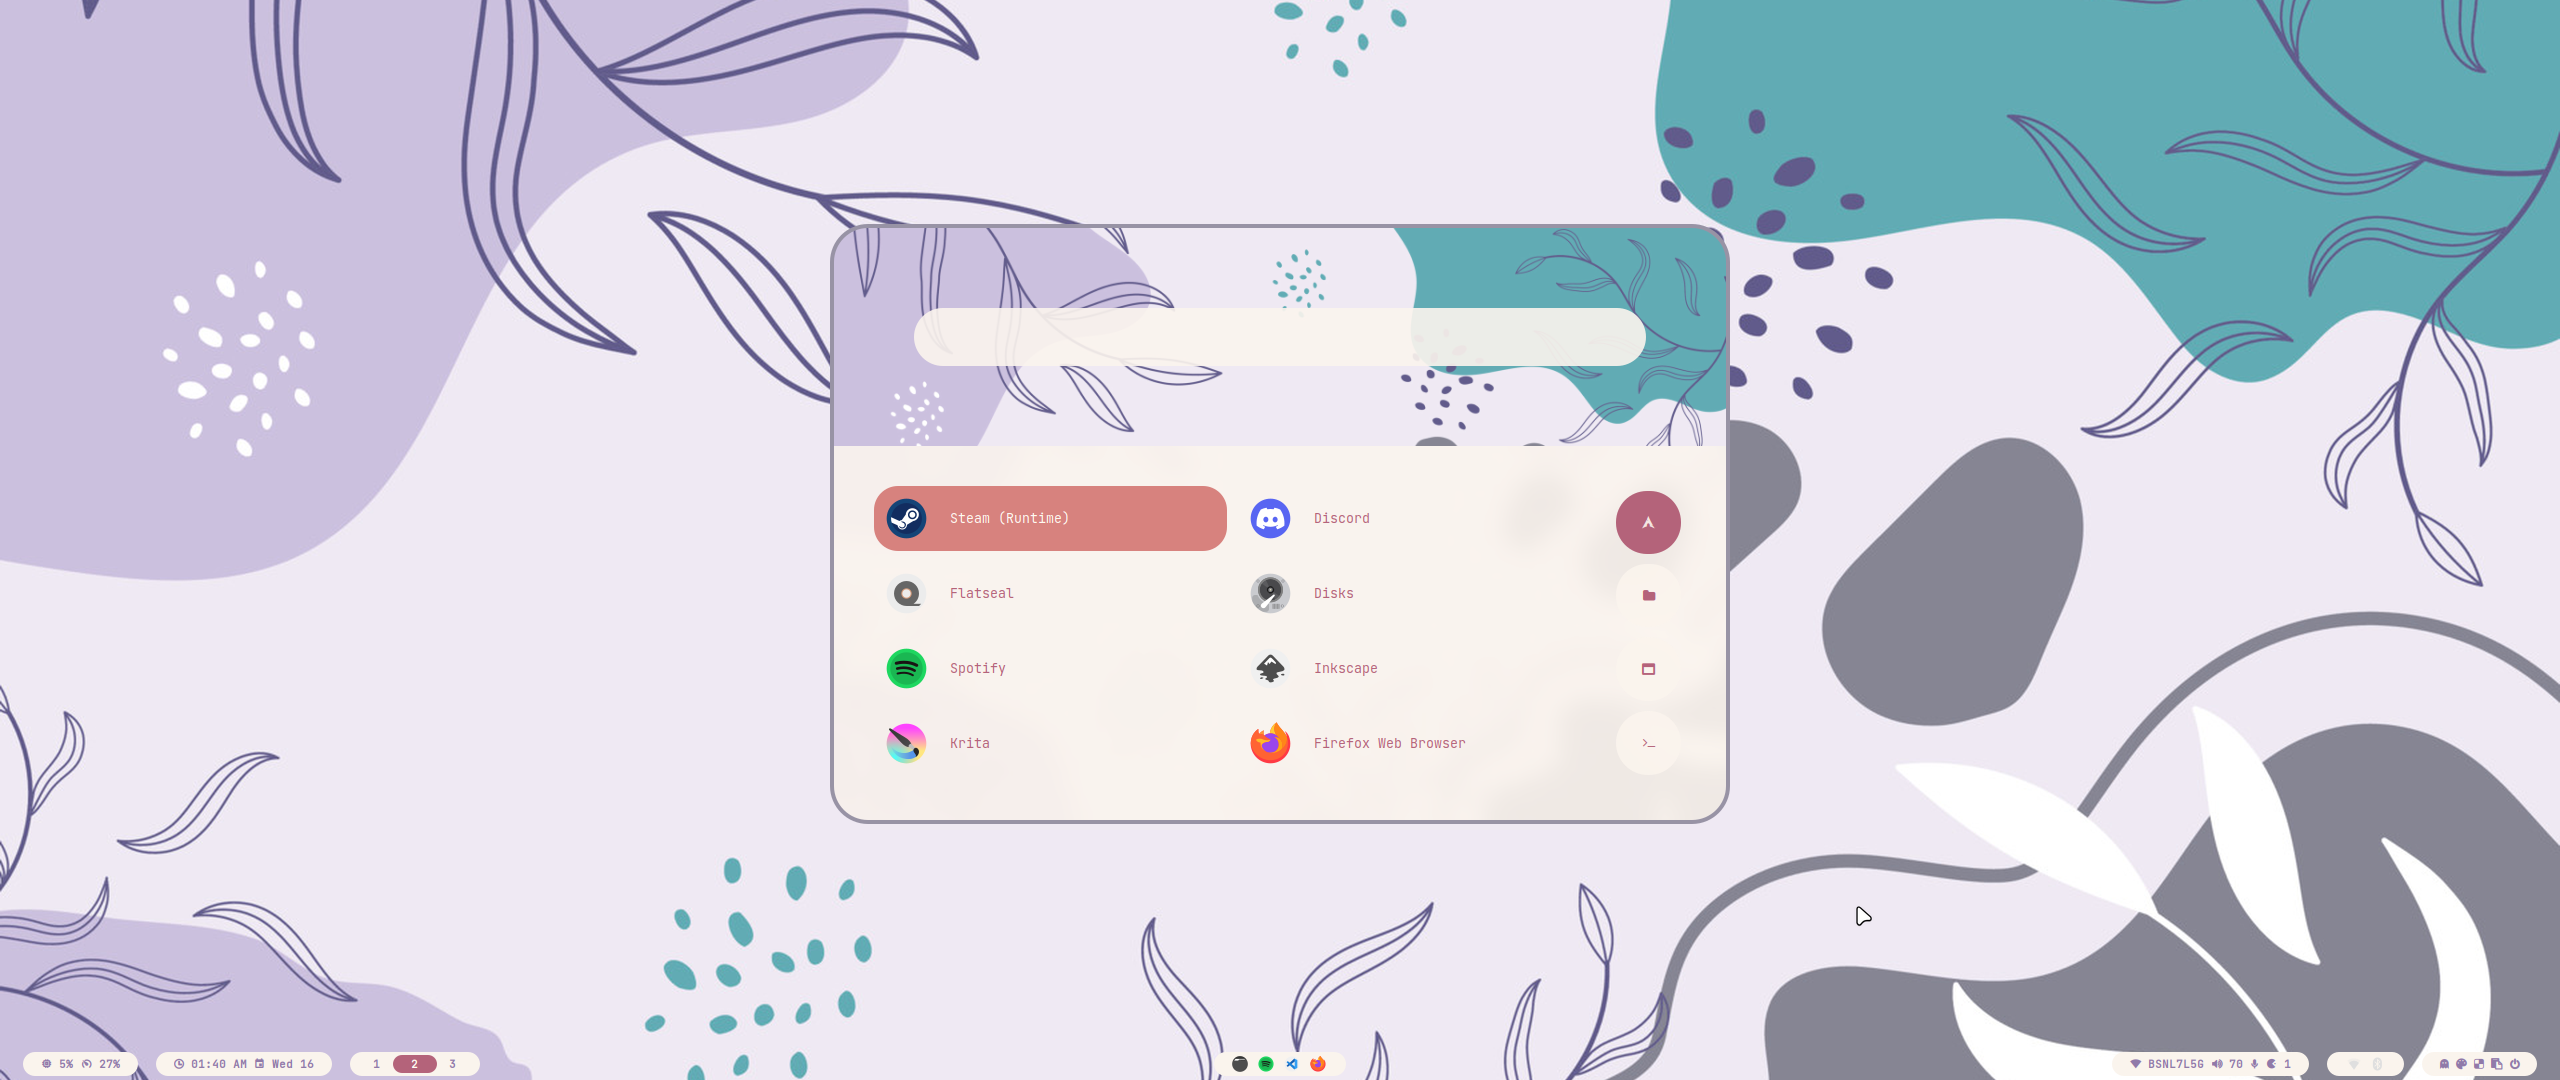 Steam (Runtime)
Discord
Flatseal
Disks
Spotify
Inkscape
Krita
Firefox Web Browser
5% 27%
01:40 AM Wed 16
1 2 3
BSNL7L5G 70 1